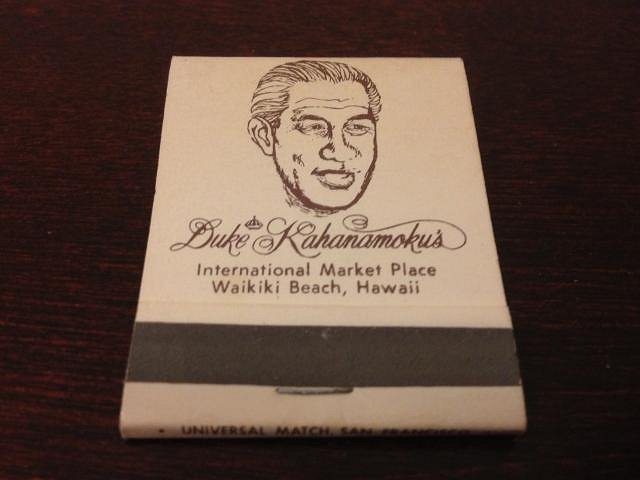 Duke Kahanamoku's
International Market Place
Waikiki Beach, Hawaii
• UNIVERSAL MATCH, SAN FRANCISCO